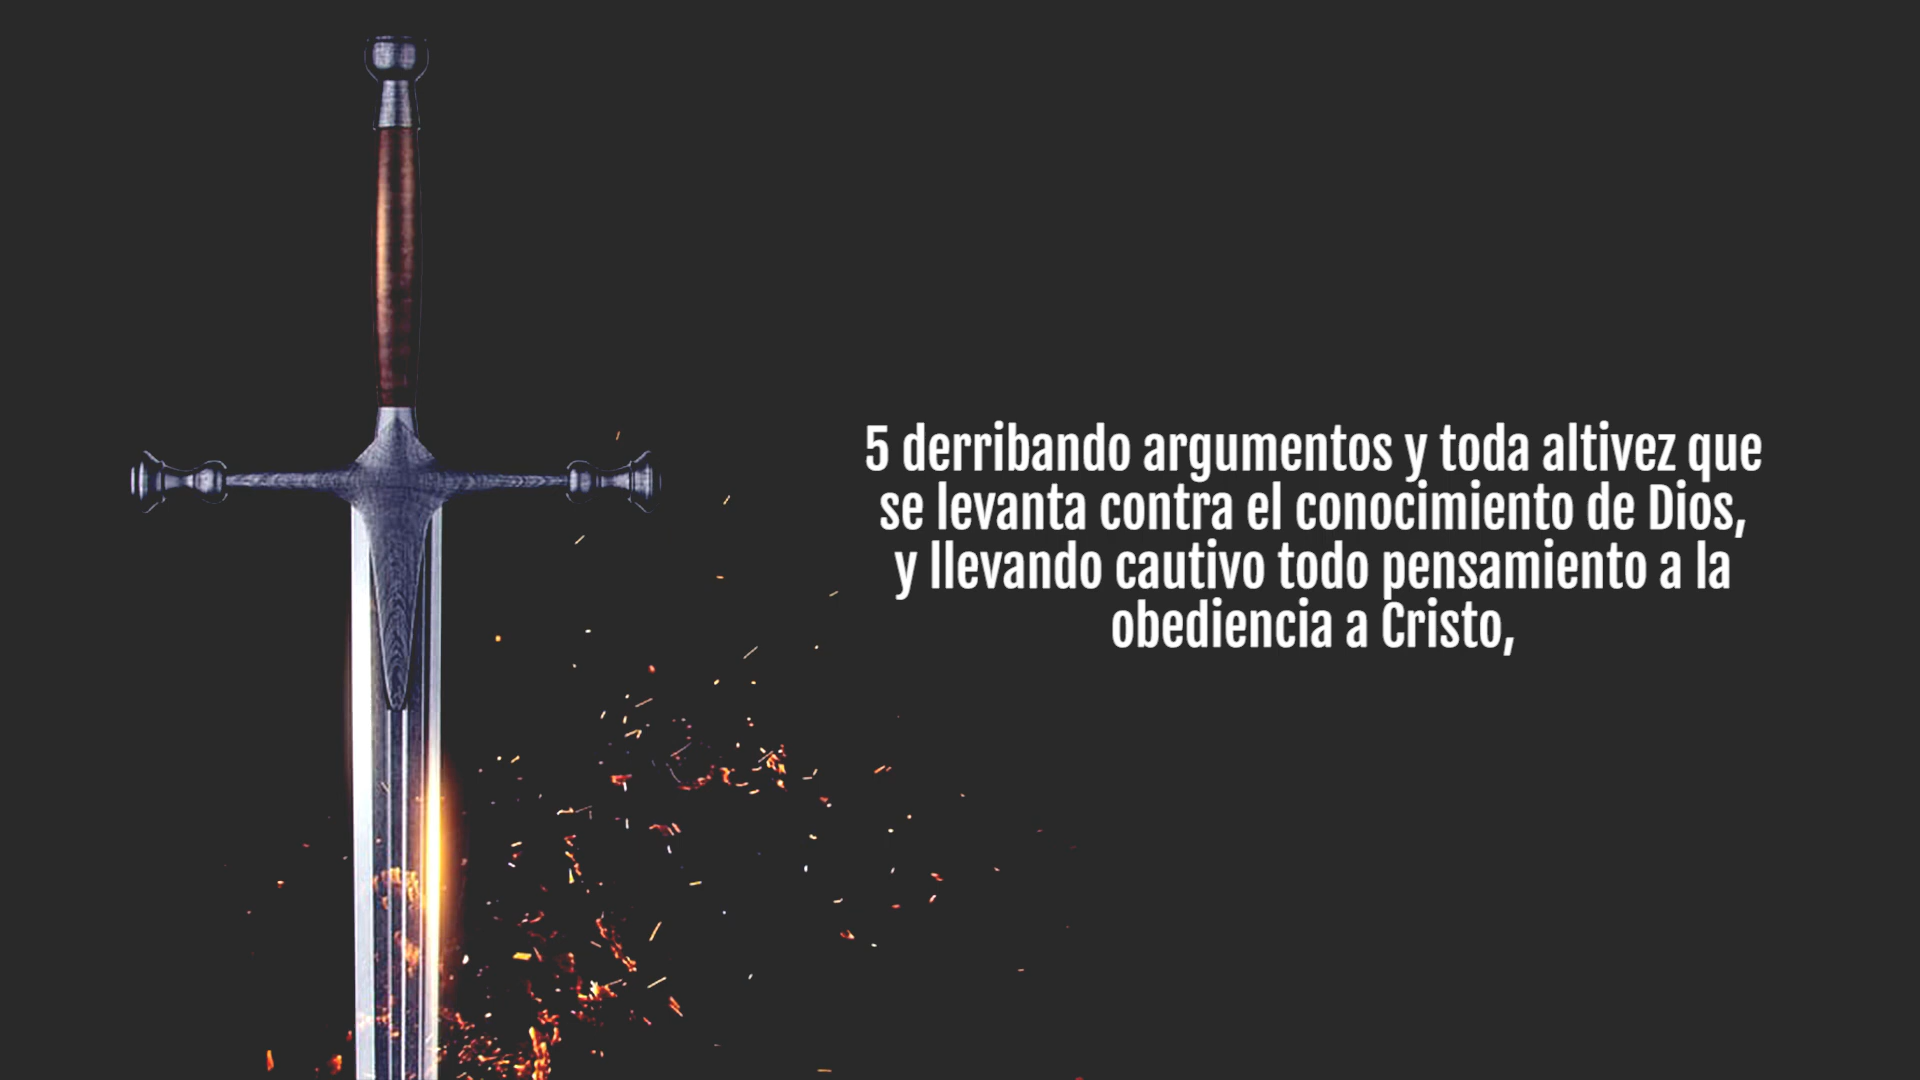 5 derribando argumentos y toda altivez que
se levanta contra el conocimiento de Dios,
y llevando cautivo todo pensamiento a la
obediencia a Cristo,